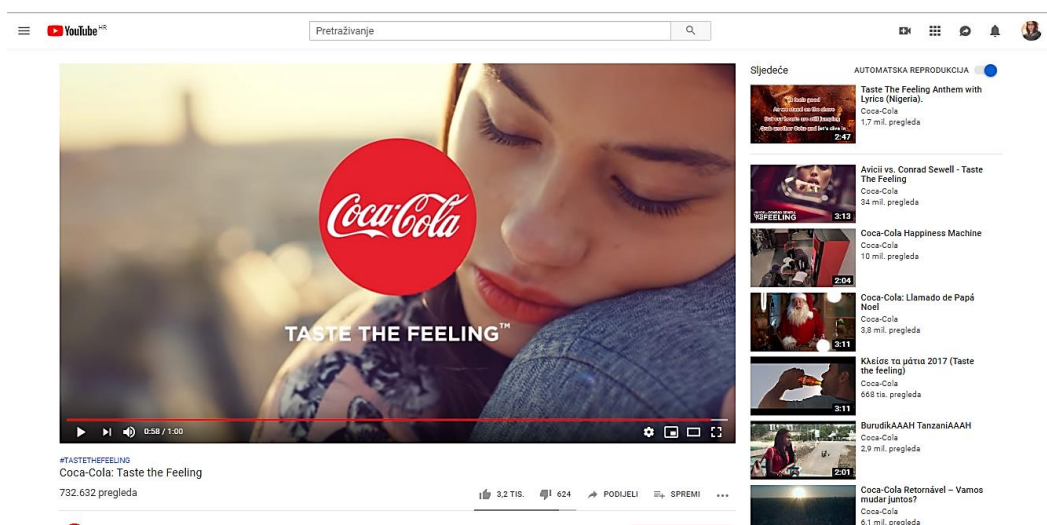 YouTube HR
Pretraživanje
Coca-Cola
TASTE THE FEELING™
0:58 / 1:00
#TASTETHEFEELING
Coca-Cola: Taste the Feeling
732.632 pregleda
3,2 TIS.
624
PODIJELI
SPREMI
Sljedeće
AUTOMATSKA REPRODUKCIJA
2:47
Taste The Feeling Anthem with
Lyrics (Nigeria).
Coca-Cola
1,7 mil. pregleda
3:13
Avicii vs. Conrad Sewell - Taste
The Feeling
Coca-Cola
34 mil. pregleda
2:04
Coca-Cola Happiness Machine
Coca-Cola
10 mil. pregleda
3:11
Coca-Cola: Llamado de Papá
Noel
Coca-Cola
3,8 mil. pregleda
3:11
Κλείσε τα μάτια 2017 (Taste
the feeling)
Coca-Cola
668 tis. pregleda
2:01
BurudikAAAH TanzaniAAAH
Coca-Cola
2,9 mil. pregleda
Coca-Cola Retornável – Vamos
mudar juntos?
Coca-Cola
6,1 mil. pregleda